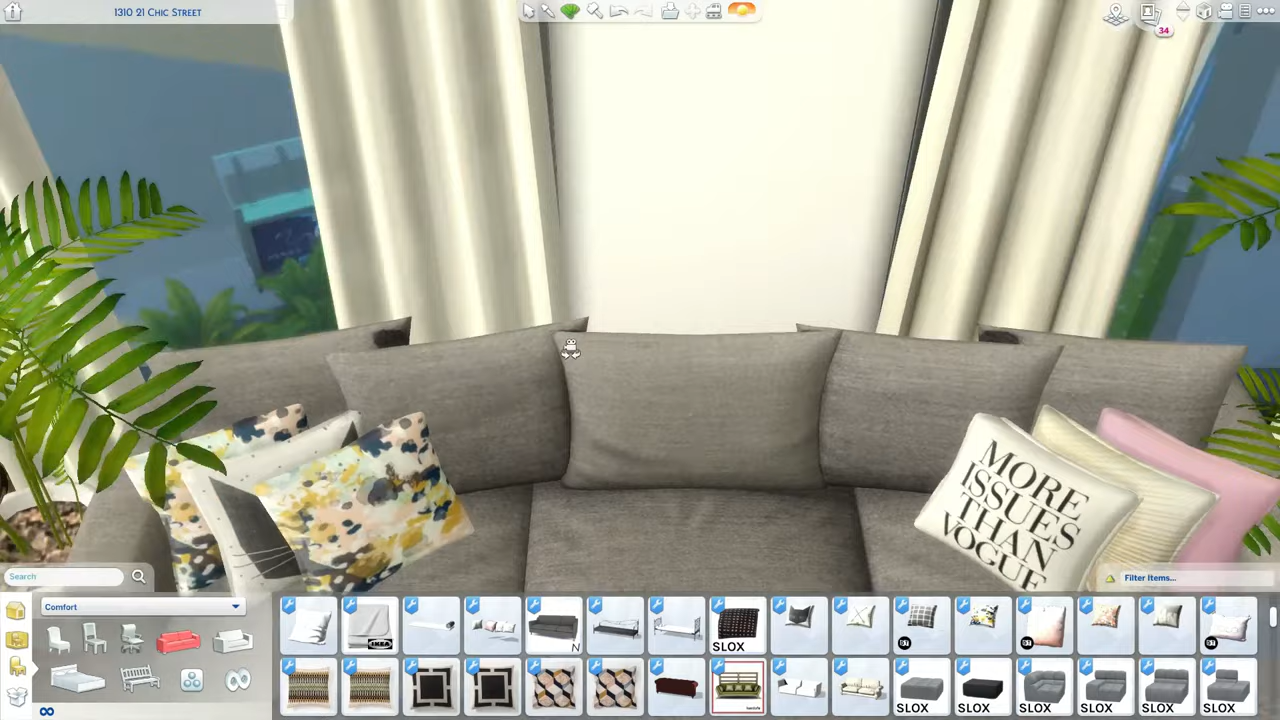 1310 21 Chic Street
34
MORE
ISSUES
THAN
VOGUE
Search
Filter Items...
Comfort
N
SLOX
SLOX
SLOX
SLOX
SLOX
SLOX
SLOX